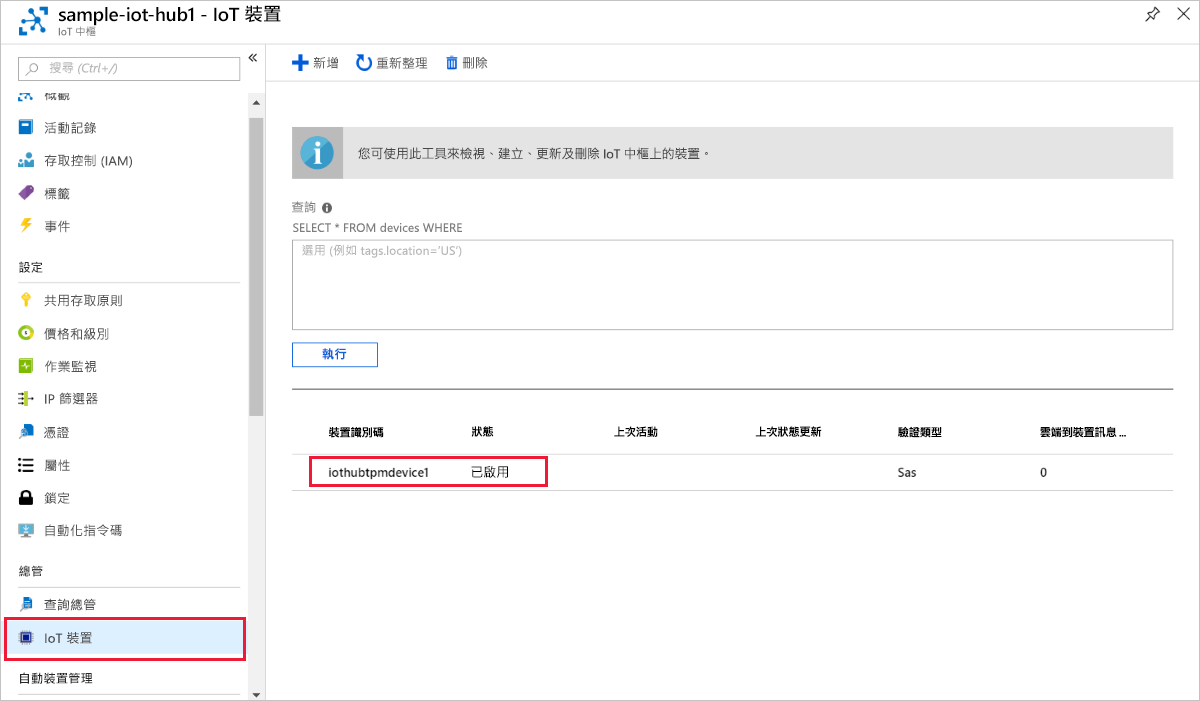 sample-iot-hub1 - IoT 裝置
IoT 中樞
搜尋 (Ctrl+/)
概觀
活動記錄
存取控制 (IAM)
標籤
事件
設定
共用存取原則
價格和級別
作業監視
IP 篩選器
憑證
屬性
鎖定
自動化指令碼
總管
查詢總管
IoT 裝置
自動裝置管理
新增 重新整理 刪除
您可使用此工具來檢視、建立、更新及刪除 IoT 中樞上的裝置。
查詢
SELECT * FROM devices WHERE
選用 (例如 tags.location='US')
執行
裝置識別碼 狀態 上次活動 上次狀態更新 驗證類型 雲端到裝置訊息 ...
iothubtpmdevice1 已啟用 Sas 0